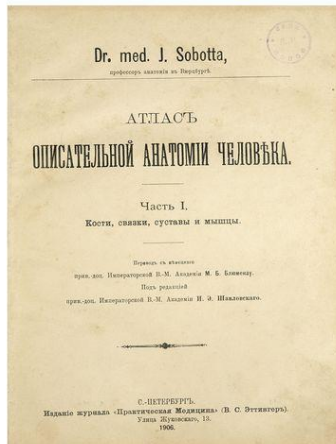 Dr. med. J. Sobotta,
профессоръ анатоміи въ Вюрцбургѣ.
АТЛАСЪ
ОПИСАТЕЛЬНОЙ АНАТОМІИ ЧЕЛОВѢКА.
Часть I.
Кости, связки, суставы и мышцы.
Переводъ съ нѣмецкаго
прив.-доц. Императорской В.-М. Академіи М. Б.
Подъ редакціей
прив.-доц. Императорской В.-М. Академіи И. Э. Шавловскаго.
С.-ПЕТЕРБУРГЪ.
Изданіе журнала «Практическая Медицина» (В. С. Эттингеръ).
Улица Жуковскаго, 13.
1906.